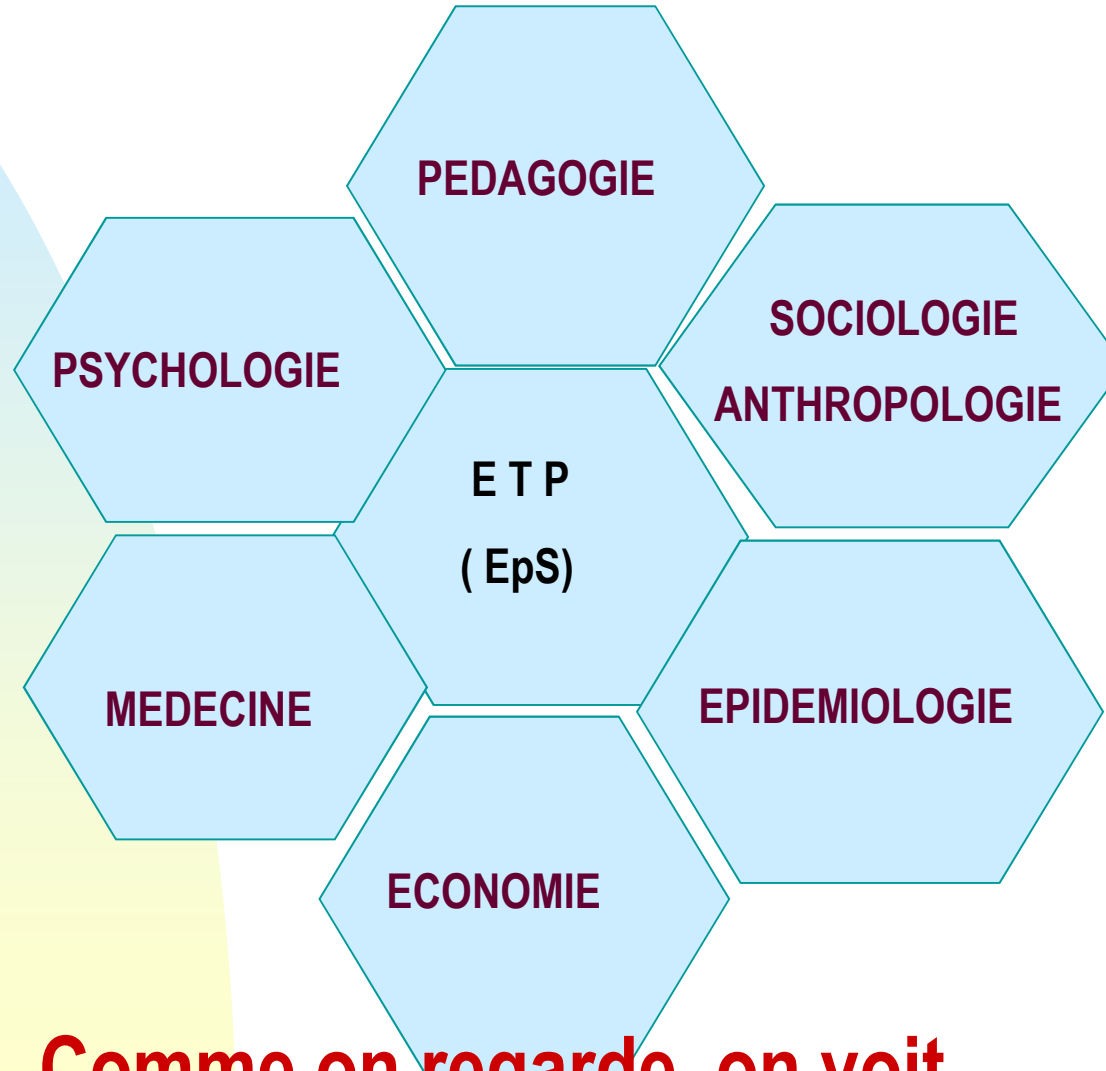 PEDAGOGIE
SOCIOLOGIE
ANTHROPOLOGIE
PSYCHOLOGIE
E T P
( EpS)
MEDECINE
EPIDEMIOLOGIE
ECONOMIE
Comme on regarde, on voit